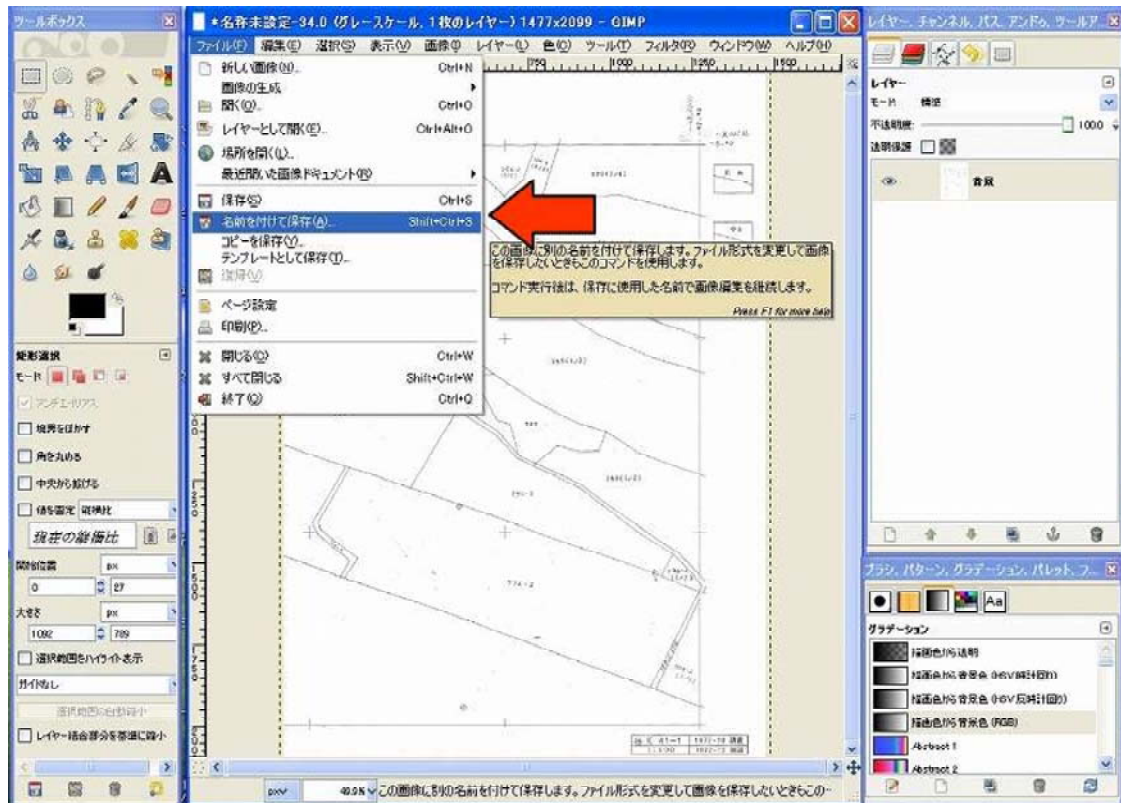 ツールボックス
*名称未設定-34.0 (グレースケール, 1 枚のレイヤー) 1477x2099 – GIMP
ファイル(F) 編集(E) 選択(S) 表示(V) 画像(I) レイヤー(L) 色(C) ツール(T) フィルタ(R) ウィンドウ(W) ヘルプ(H)
新しい画像(N)... Ctrl+N
画像の生成
開く(O)... Ctrl+O
レイヤーとして開く(E)... Ctrl+Alt+O
場所を開く(L)...
最近開いた画像ドキュメント(R)
保存(S) Ctrl+S
名前を付けて保存(A)... Shift+Ctrl+S
コピーを保存(Y)...
テンプレートとして保存(T)...
復帰(V)
ページ設定
印刷(P)...
閉じる(C) Ctrl+W
すべて閉じる Shift+Ctrl+W
終了(Q) Ctrl+Q
この画像に別の名前を付けて保存します。ファイル形式を変更して画像
を保存したいときもこのコマンドを使用します。
コマンド実行後は、保存に使用した名前で画像編集を継続します。
Press F1 for more help
矩形選択
モード:
アンチエイリアス
境界をぼかす
角を丸める
中央から拡げる
値を固定 縦横比
現在の縦横比
開始位置: px
0 27
大きさ px
1092 789
選択範囲をハイライト表示
ガイドなし
選択範囲の自動縮小
レイヤー結合部分を基準に縮小
774-2
px 49.9% この画像に別の名前を付けて保存します。ファイル形式を変更して画像を保存したいときもこの...
レイヤー, チャンネル, パス, アンドゥ, ツールア...
レイヤー
モード: 標準
不透明度: 100.0
透明保護:
背景
ブラシ, パターン, グラデーション, パレット, フ...
Aa
グラデーション
描画色から透明
描画色から背景色 (HSV 時計回り)
描画色から背景色 (HSV 反時計回り)
描画色から背景色 (RGB)
Abstract 1
Abstract 2